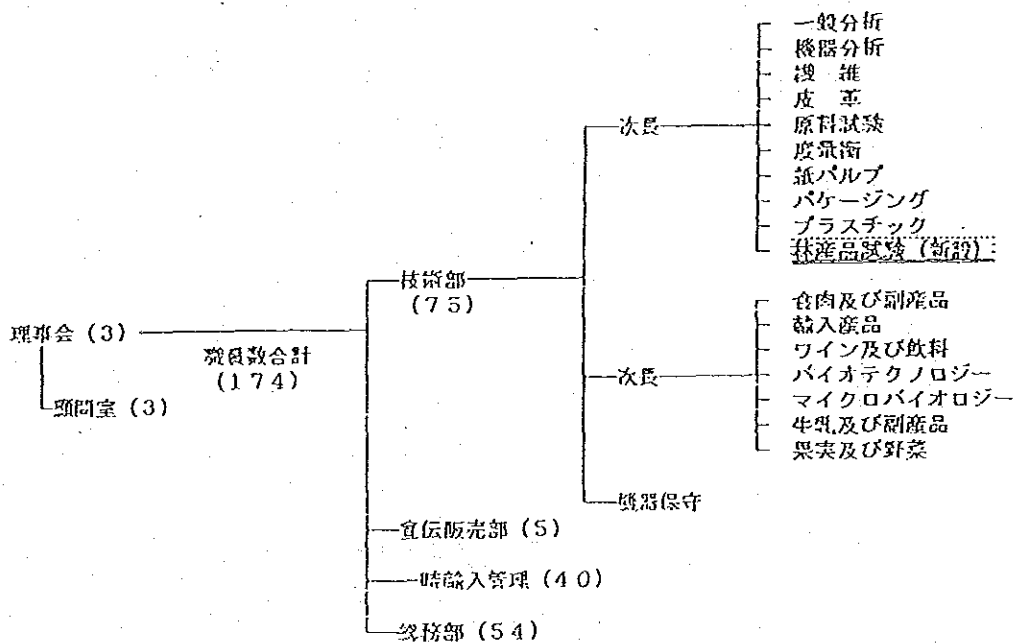 一般分析
機器分析
繊 維
皮 革
次長
原料試験
度量衡
紙パルプ
パケージング
プラスチック
林産品試験 (新設)
技術部
(75)
食肉及び副産品
理事会 (3)
輸入産品
職員数合計
(174)
ワイン及び飲料
次長
バイオテクノロジー
顧問室 (3)
マイクロバイオロジー
牛乳及び副産品
果実及び野菜
機器保守
宣伝販売部 (5)
一時輸入管理 (40)
総務部 (54)